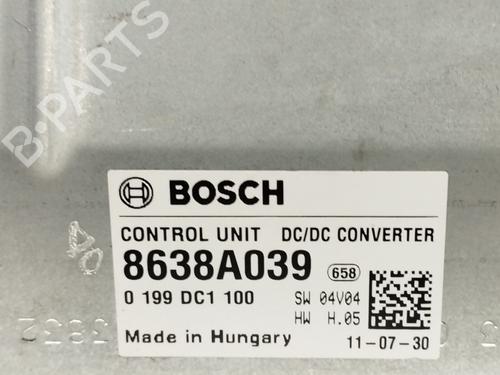 B-PARTS
BOSCH
CONTROL UNIT DC/DC CONVERTER
8638A039 658
0 199 DC1 100 SW 04V04
HW H.05
Made in Hungary 11-07-30